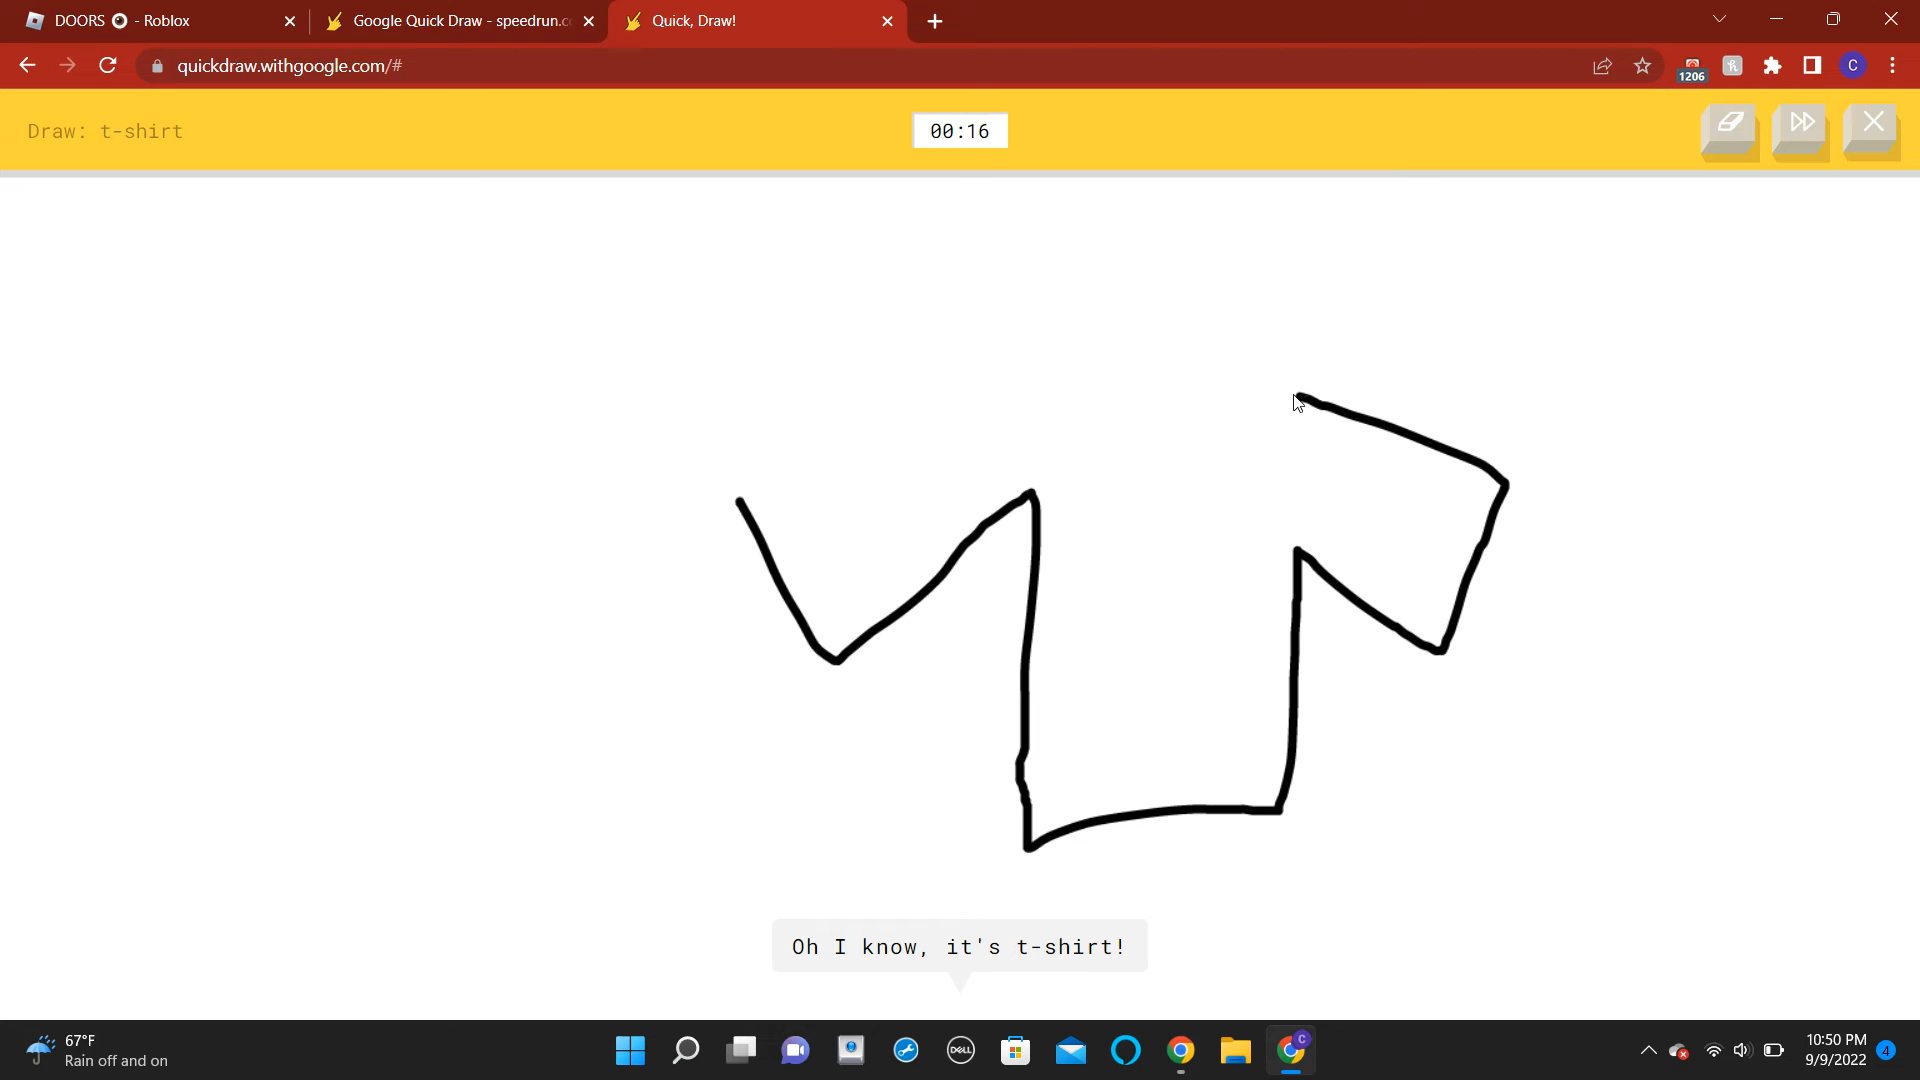 DOORS - Roblox
Google Quick Draw - speedrun.c
Quick, Draw!
quickdraw.withgoogle.com/#
1206
C
Draw: t-shirt
00:16
Oh I know, it's t-shirt!
67°F
Rain off and on
DELL
C
10:50 PM
9/9/2022
4